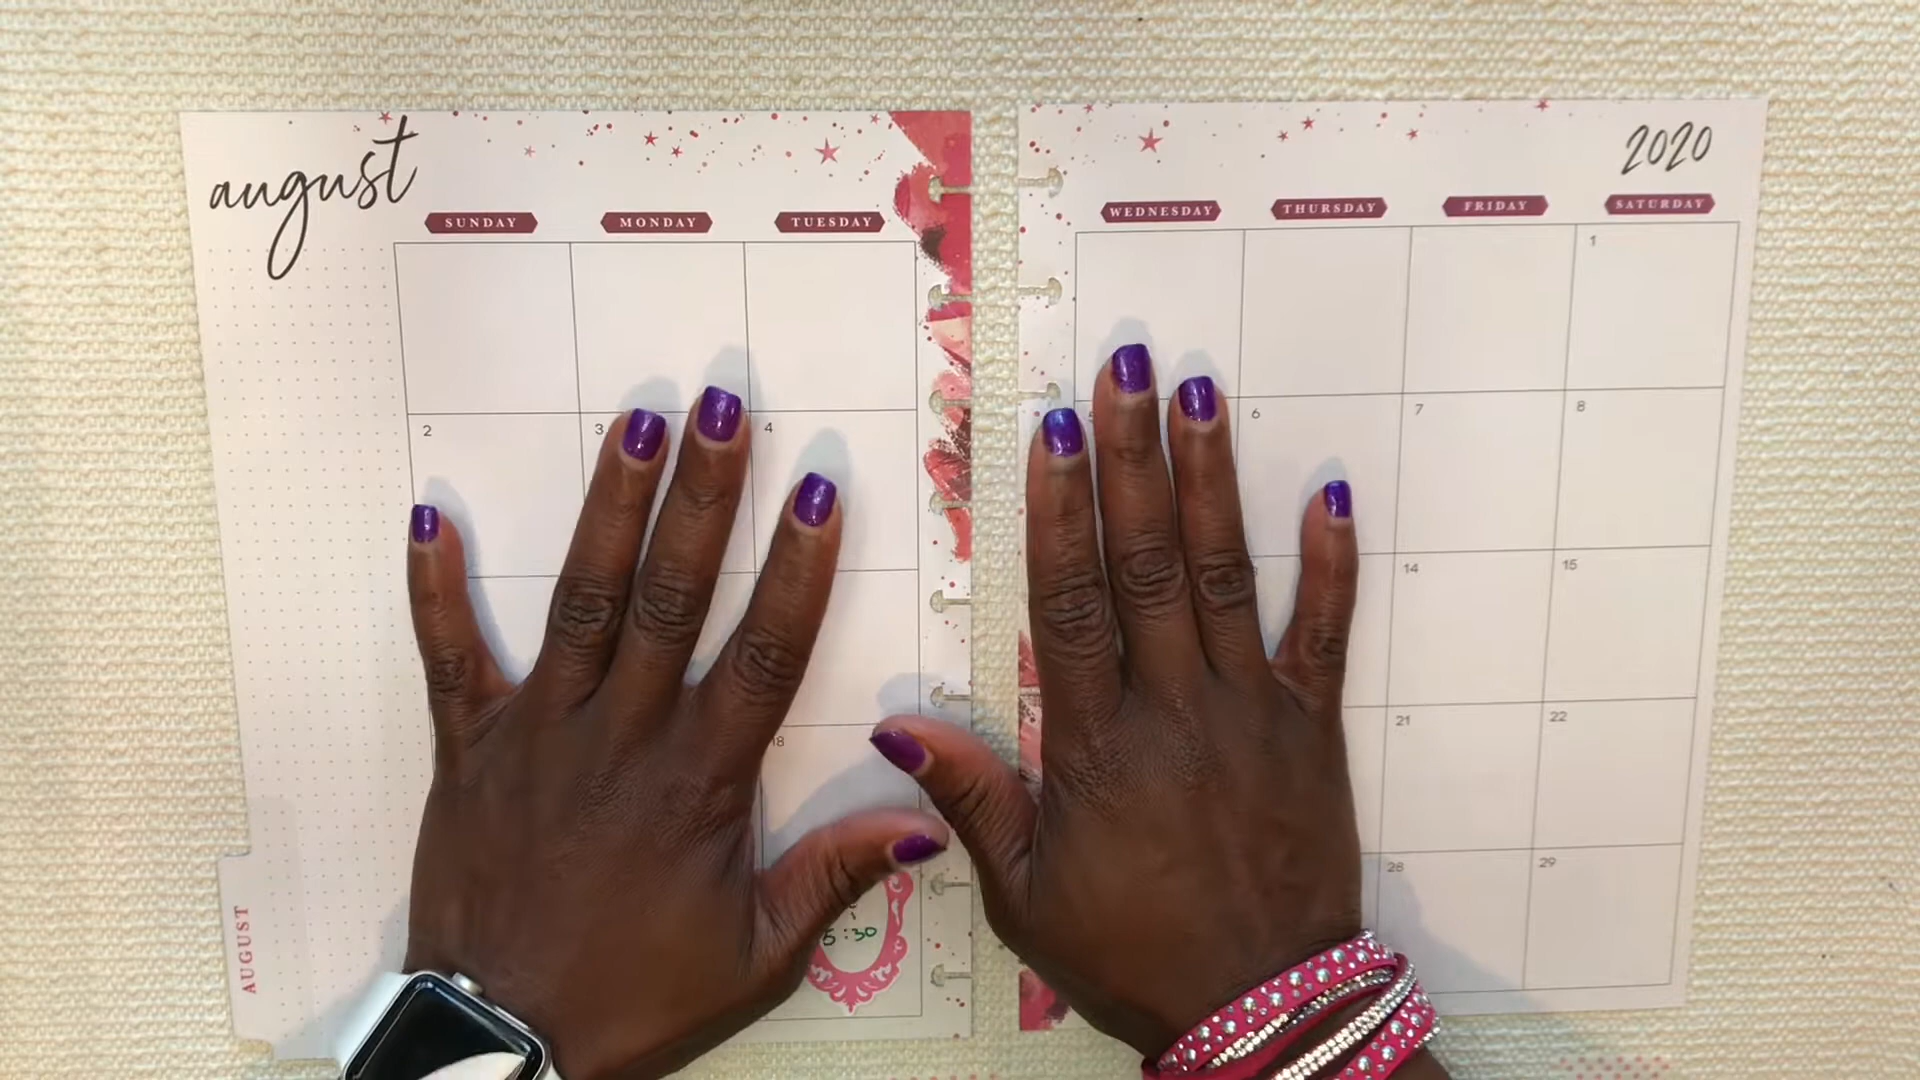 august
2020
SUNDAY MONDAY TUESDAY WEDNESDAY THURSDAY FRIDAY SATURDAY
1
2 3 4 6 7 8
14 15
18 21 22
28 29
5:30
AUGUST